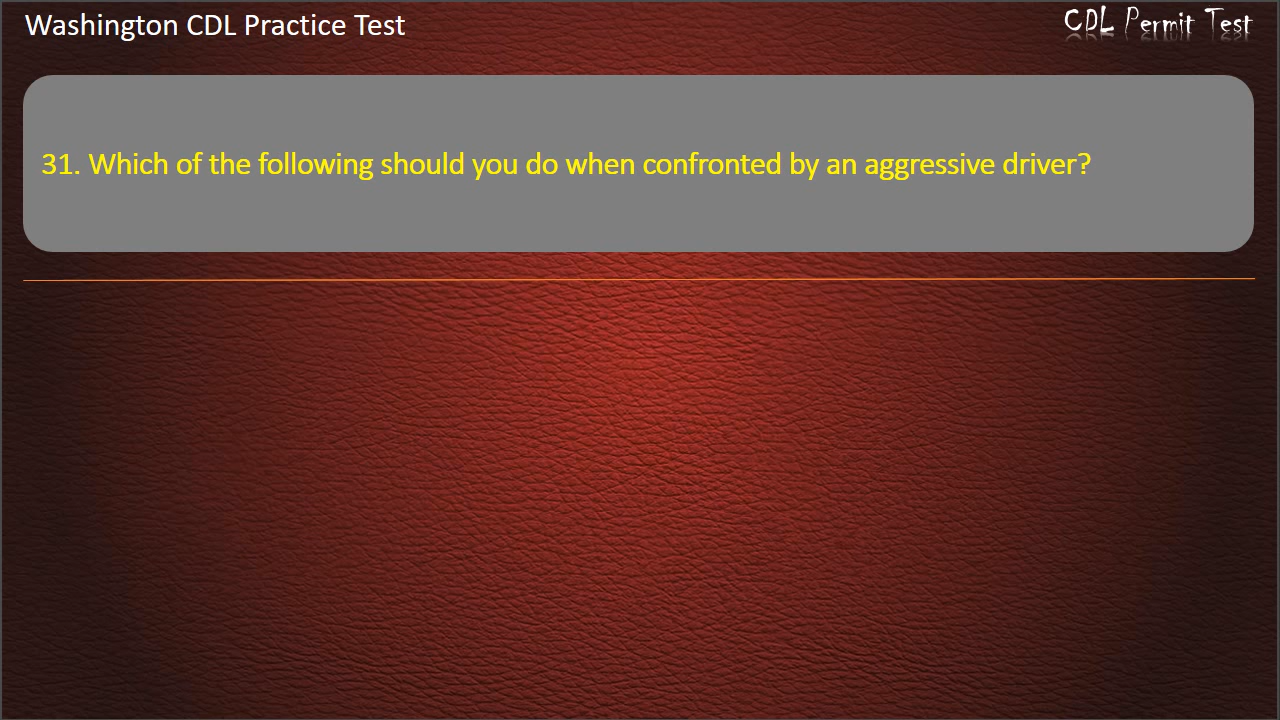 Washington CDL Practice Test
CDL Permit Test
31. Which of the following should you do when confronted by an aggressive driver?